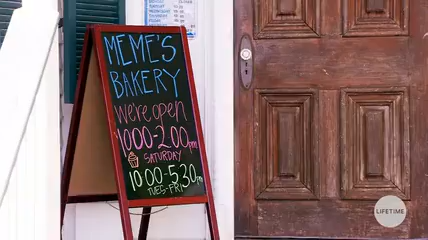 MEME'S
BAKERY
We're OPEN
10:00-2:00pm
SATURDAY
10:00-5:30pm
TUES-FRI
Lifetime